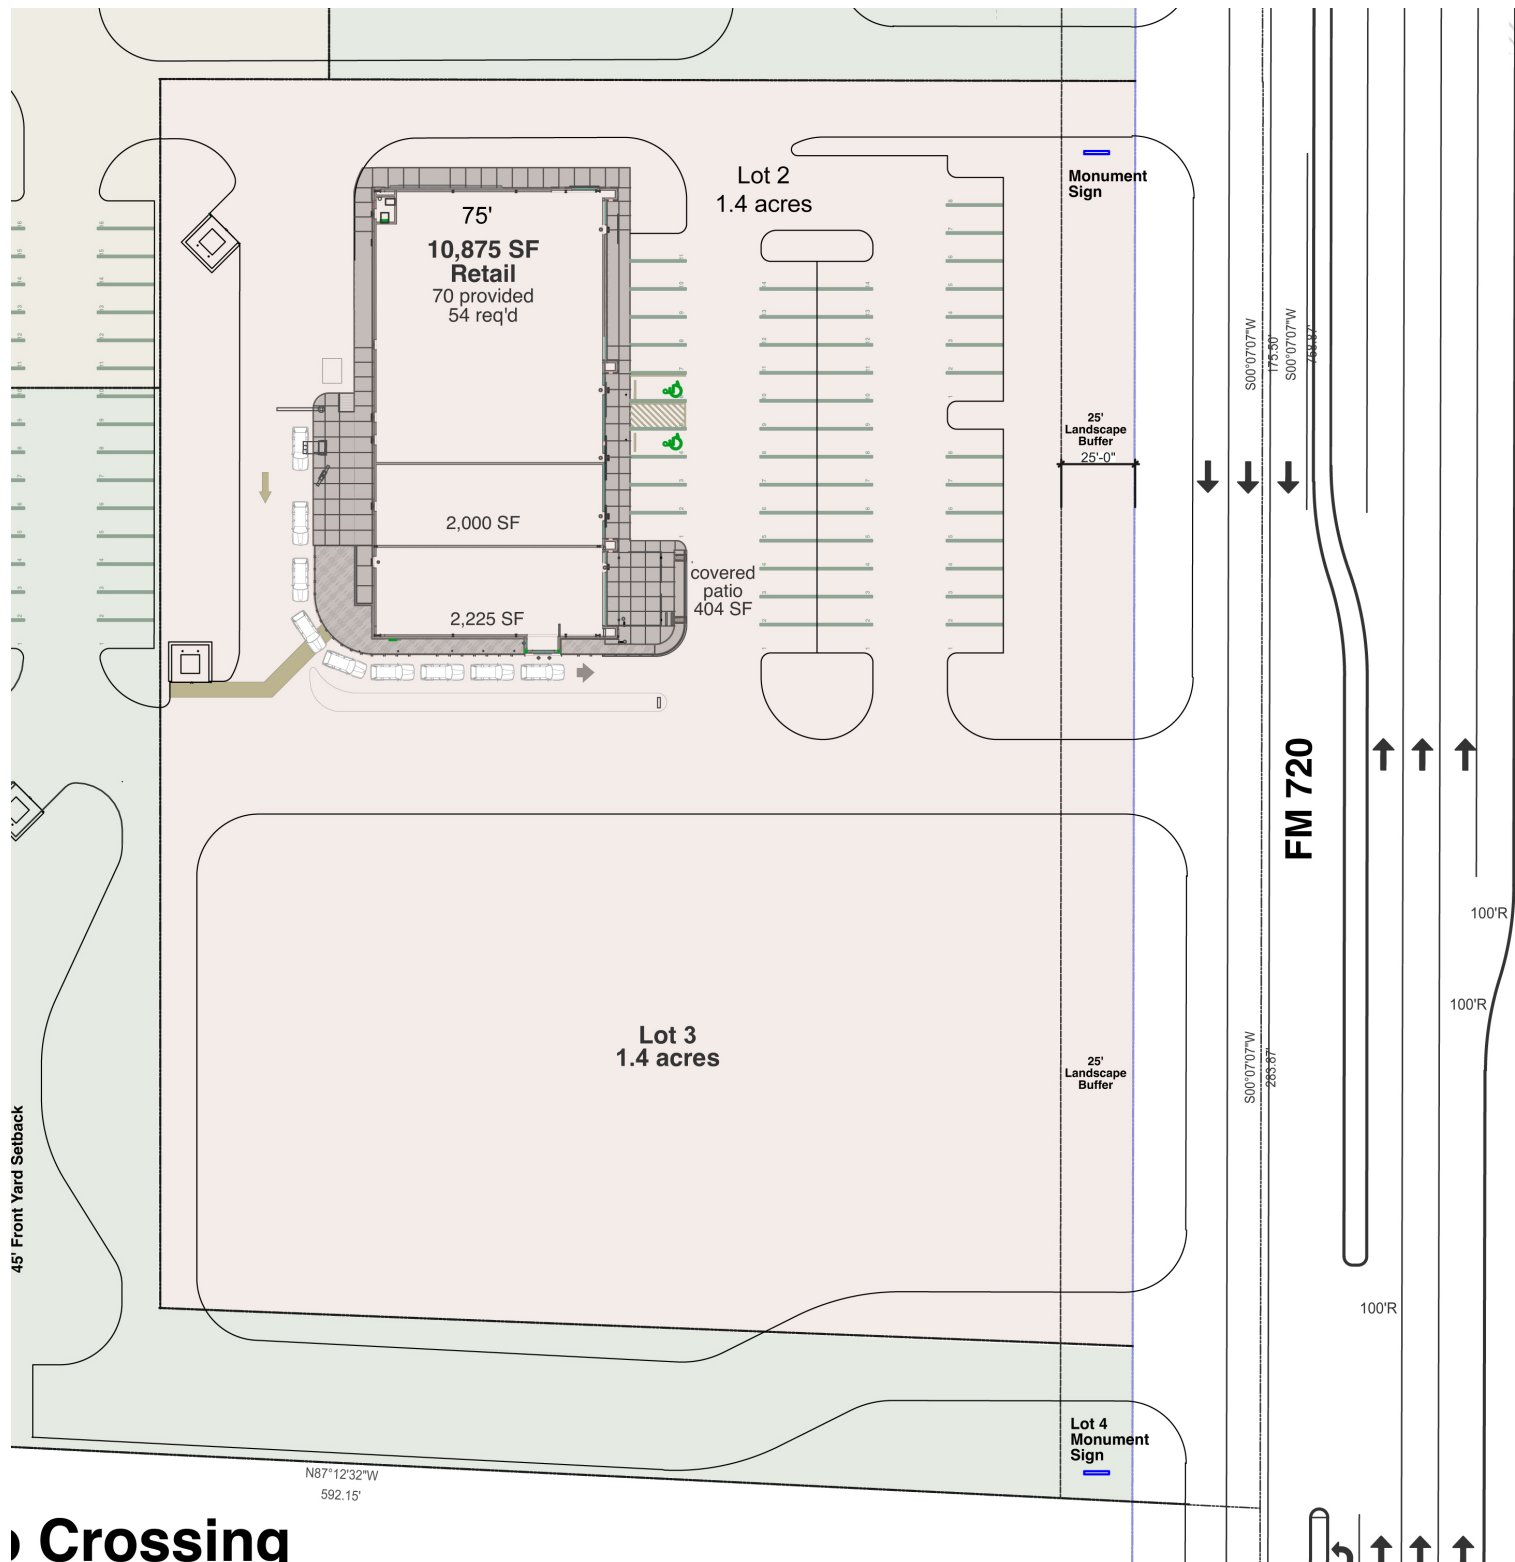 Lot 2
1.4 acres
Monument
Sign
75'
10,875 SF
Retail
70 provided
54 req'd
S00°07'07"W
175.50'
S00°07'07"W
25'
Landscape
Buffer
25'-0"
2,000 SF
covered
patio
404 SF
2,225 SF
FM 720
100'R
100'R
Lot 3
1.4 acres
25'
Landscape
Buffer
S00°07'07"W
283.87'
45' Front Yard Setback
100'R
Lot 4
Monument
Sign
N87°12'32"W
592.15'
Crossing